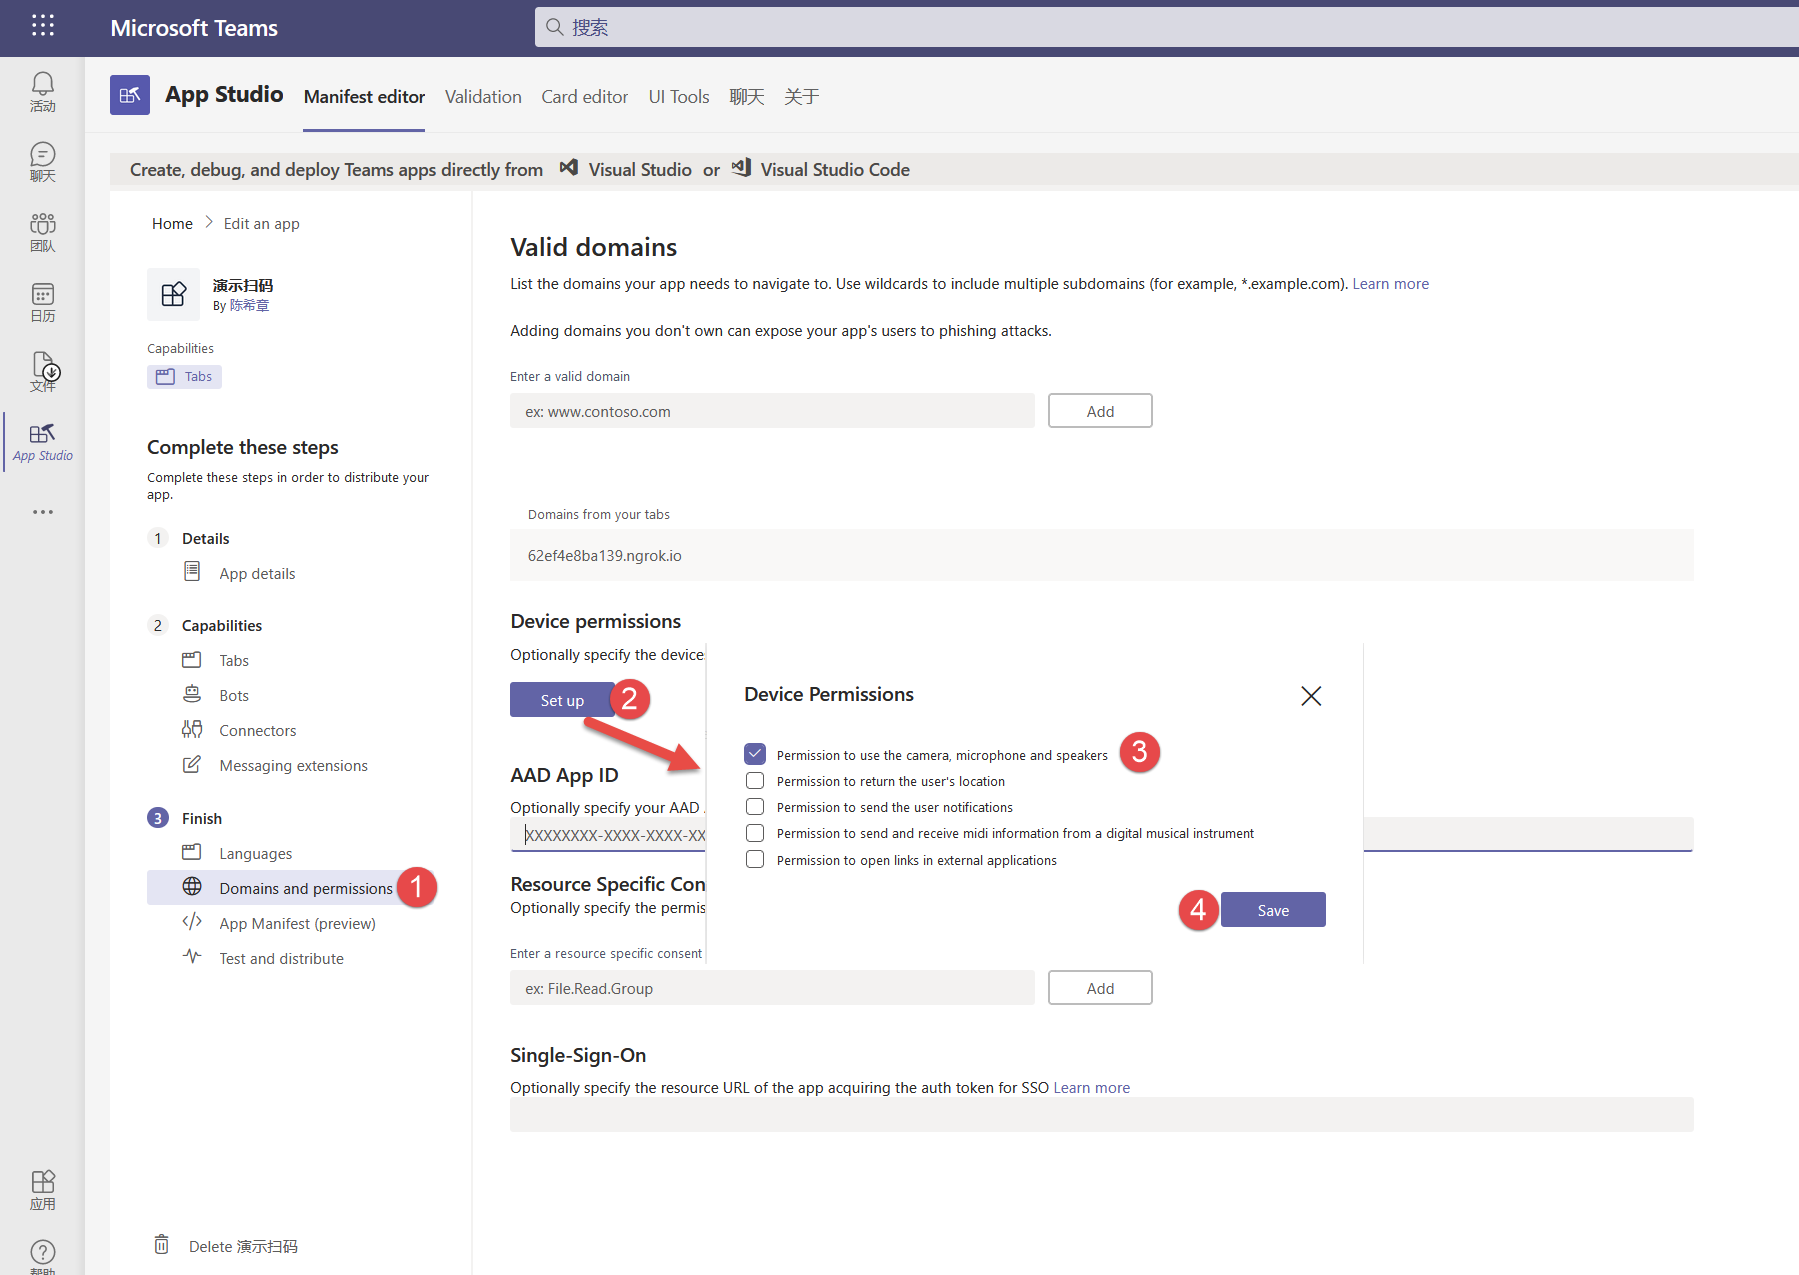 Microsoft Teams
搜索
活动
聊天
团队
日历
文件
App Studio
应用
App Studio
Manifest editor
Validation
Card editor
UI Tools
聊天
关于
Create, debug, and deploy Teams apps directly from Visual Studio or Visual Studio Code
Home
Edit an app
演示扫码
By 陈希章
Capabilities
Tabs
Complete these steps
Complete these steps in order to distribute your
app.
1 Details
App details
2 Capabilities
Tabs
Bots
Connectors
Messaging extensions
3 Finish
Languages
Domains and permissions 1
App Manifest (preview)
Test and distribute
Delete 演示扫码
Valid domains
List the domains your app needs to navigate to. Use wildcards to include multiple subdomains (for example, *.example.com). Learn more
Adding domains you don't own can expose your app's users to phishing attacks.
Enter a valid domain
ex: www.contoso.com
Add
Domains from your tabs
62ef4e8ba139.ngrok.io
Device permissions
Optionally specify the devices
Set up 2
AAD App ID
Optionally specify your AAD
XXXXXXXX-XXXX-XXXX-XX
Resource Specific Con
Optionally specify the permis
Enter a resource specific consent
ex: File.Read.Group
Add
Device Permissions
Permission to use the camera, microphone and speakers 3
Permission to return the user's location
Permission to send the user notifications
Permission to send and receive midi information from a digital musical instrument
Permission to open links in external applications
4 Save
Single-Sign-On
Optionally specify the resource URL of the app acquiring the auth token for SSO Learn more